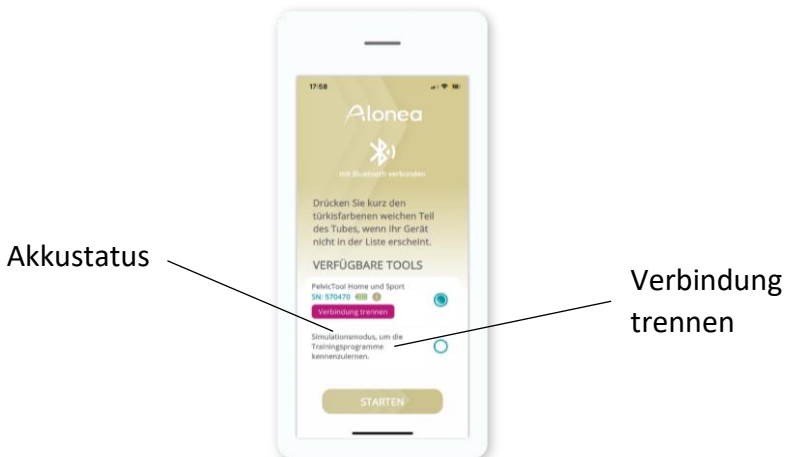 17:58
Alonea
mit Bluetooth verbunden
Drücken Sie kurz den
türkisfarbenen weichen Teil
des Tubes, wenn ihr Gerät
nicht in der Liste erscheint.
VERFÜGBARE TOOLS
PelvicTool Home und Sport
SN: 570470
Verbindung trennen
Simulationsmodus, um die
Trainingsprogramme
kennenzulernen.
STARTEN
Akkustatus
Verbindung
trennen